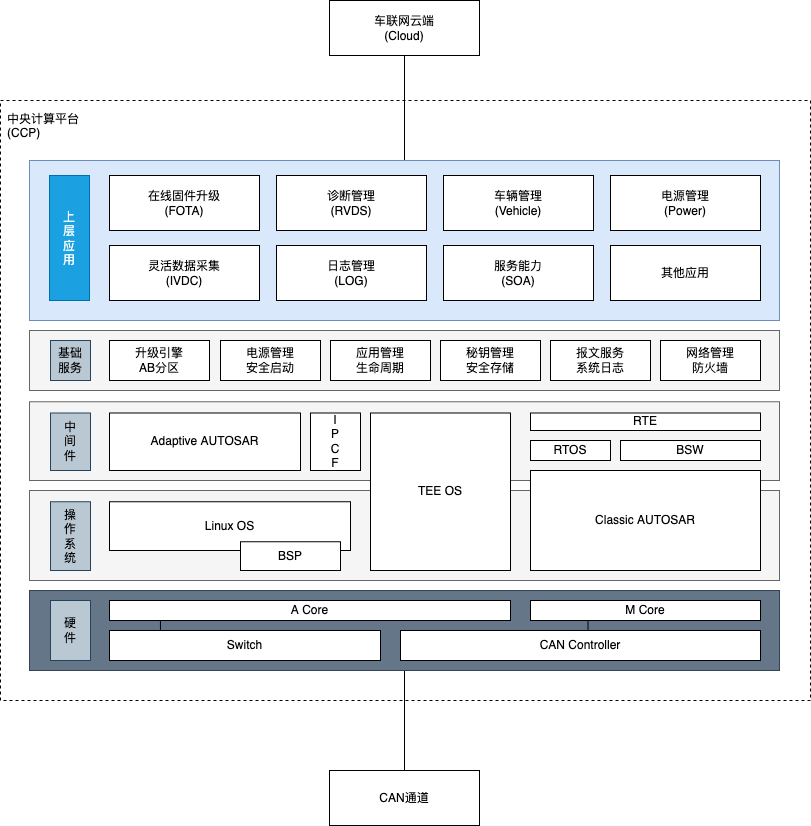 车联网云端
(Cloud)
中央计算平台
(CCP)
上层应用
在线固件升级
(FOTA)
诊断管理
(RVDS)
车辆管理
(Vehicle)
电源管理
(Power)
灵活数据采集
(IVDC)
日志管理
(LOG)
服务能力
(SOA)
其他应用
基础
服务
升级引擎
AB分区
电源管理
安全启动
应用管理
生命周期
秘钥管理
安全存储
报文服务
系统日志
网络管理
防火墙
中间件
Adaptive AUTOSAR
IPCF
TEE OS
RTE
RTOS
BSW
Classic AUTOSAR
操作系统
Linux OS
BSP
硬件
A Core
M Core
Switch
CAN Controller
CAN通道